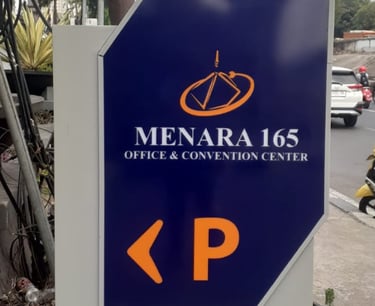 MENARA 165
OFFICE & CONVENTION CENTER
P